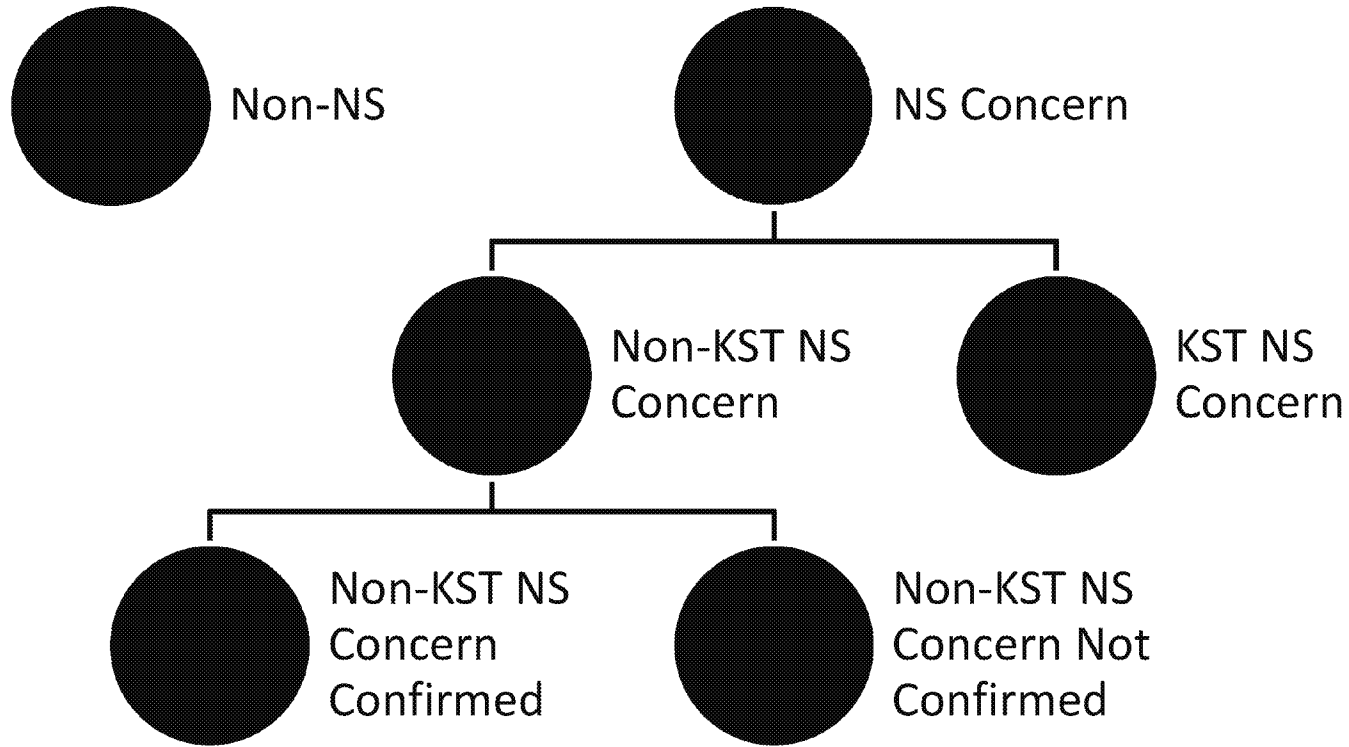 Non-NS
NS Concern
Non-KST NS
Concern
KST NS
Concern
Non-KST NS
Concern
Confirmed
Non-KST NS
Concern Not
Confirmed